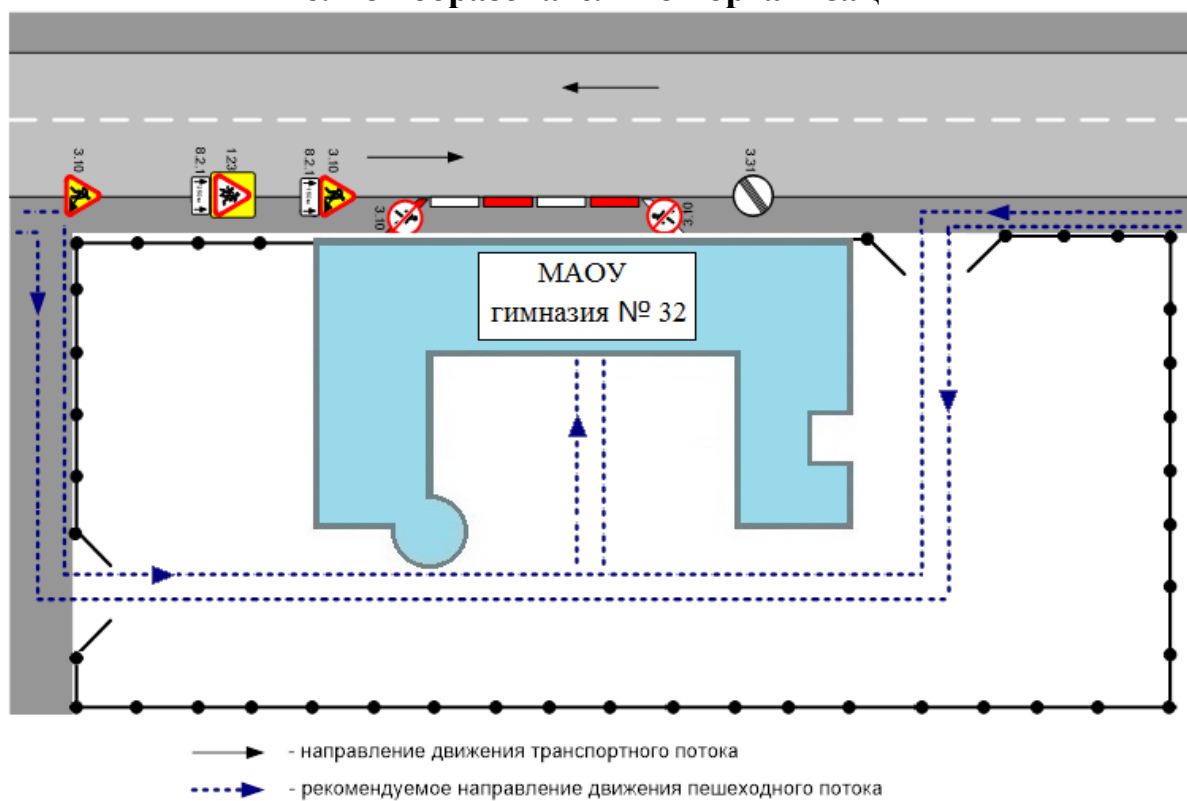 3.10
8.2.1
1.23
8.2.1
3.10
3.31
3.10
3.10
МАОУ
гимназия № 32
- направление движения транспортного потока
- рекомендуемое направление движения пешеходного потока